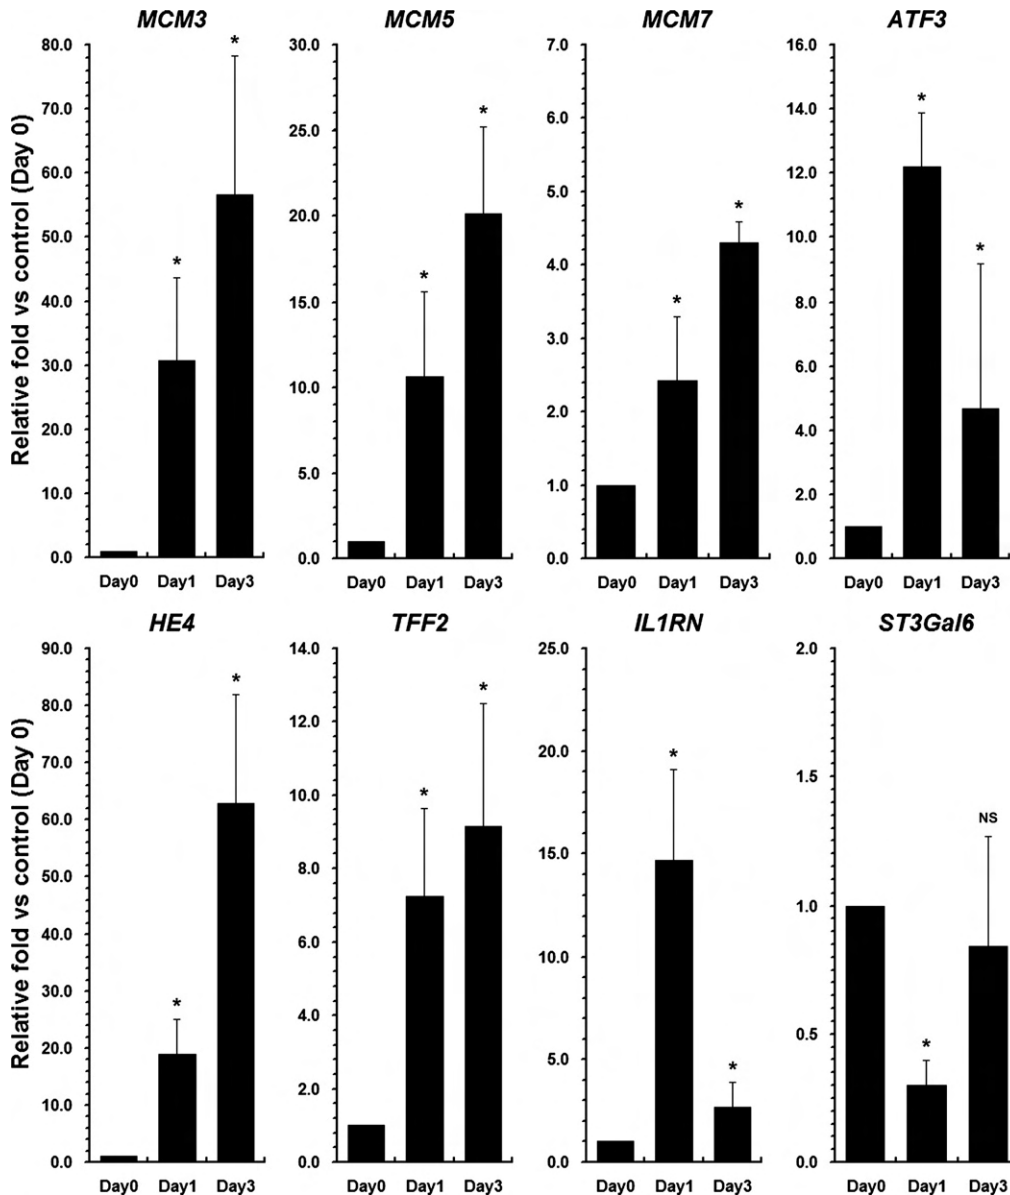 MCM3 MCM5 MCM7 ATF3
Relative fold vs control (Day 0)
80.0 30.0 7.0 16.0
70.0 25.0 6.0 14.0
60.0 20.0 5.0 12.0
50.0 15.0 4.0 10.0
40.0 10.0 3.0 8.0
30.0 5.0 2.0 6.0
20.0 0.0 1.0 4.0
10.0 0.0 2.0
0.0 0.0
* * * * * * * *
Day0 Day1 Day3 Day0 Day1 Day3 Day0 Day1 Day3 Day0 Day1 Day3
HE4 TFF2 IL1RN ST3Gal6
Relative fold vs control (Day 0)
90.0 14.0 25.0 2.0
80.0 12.0 20.0 1.5
70.0 10.0 15.0 1.0
60.0 8.0 10.0 0.5
50.0 6.0 5.0 0.0
40.0 4.0 0.0
30.0 2.0
20.0 0.0
10.0
0.0
* * * * * * * NS
Day0 Day1 Day3 Day0 Day1 Day3 Day0 Day1 Day3 Day0 Day1 Day3